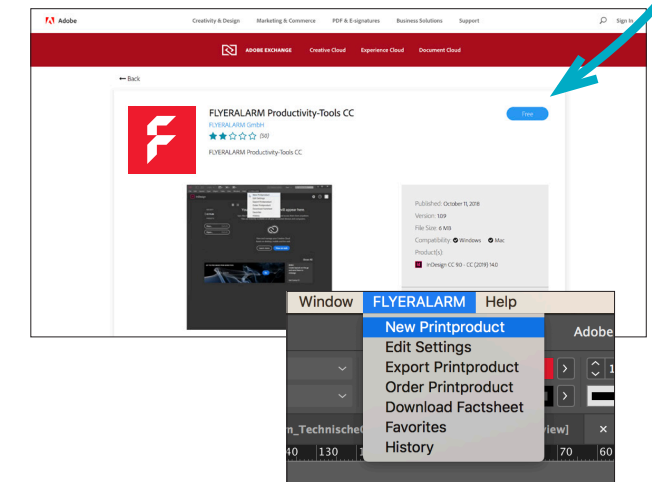 Adobe
Creativity & Design Marketing & Commerce PDF & E-signatures Business Solutions Support
Sign In
ADOBE EXCHANGE Creative Cloud Experience Cloud Document Cloud
← Back
FLYERALARM Productivity-Tools CC
FLYERALARM GmbH
(58)
FLYERALARM Productivity-Tools CC
Free
Published: October 11, 2018
Version: 1.0.9
File Size: 6 MB
Compatibility: Windows Mac
Product(s)
InDesign CC 9.0 - CC (2019) 14.0
Window FLYERALARM Help
New Printproduct
Adobe
Edit Settings
Export Printproduct
Order Printproduct
Download Factsheet
Favorites
History
130 70 60